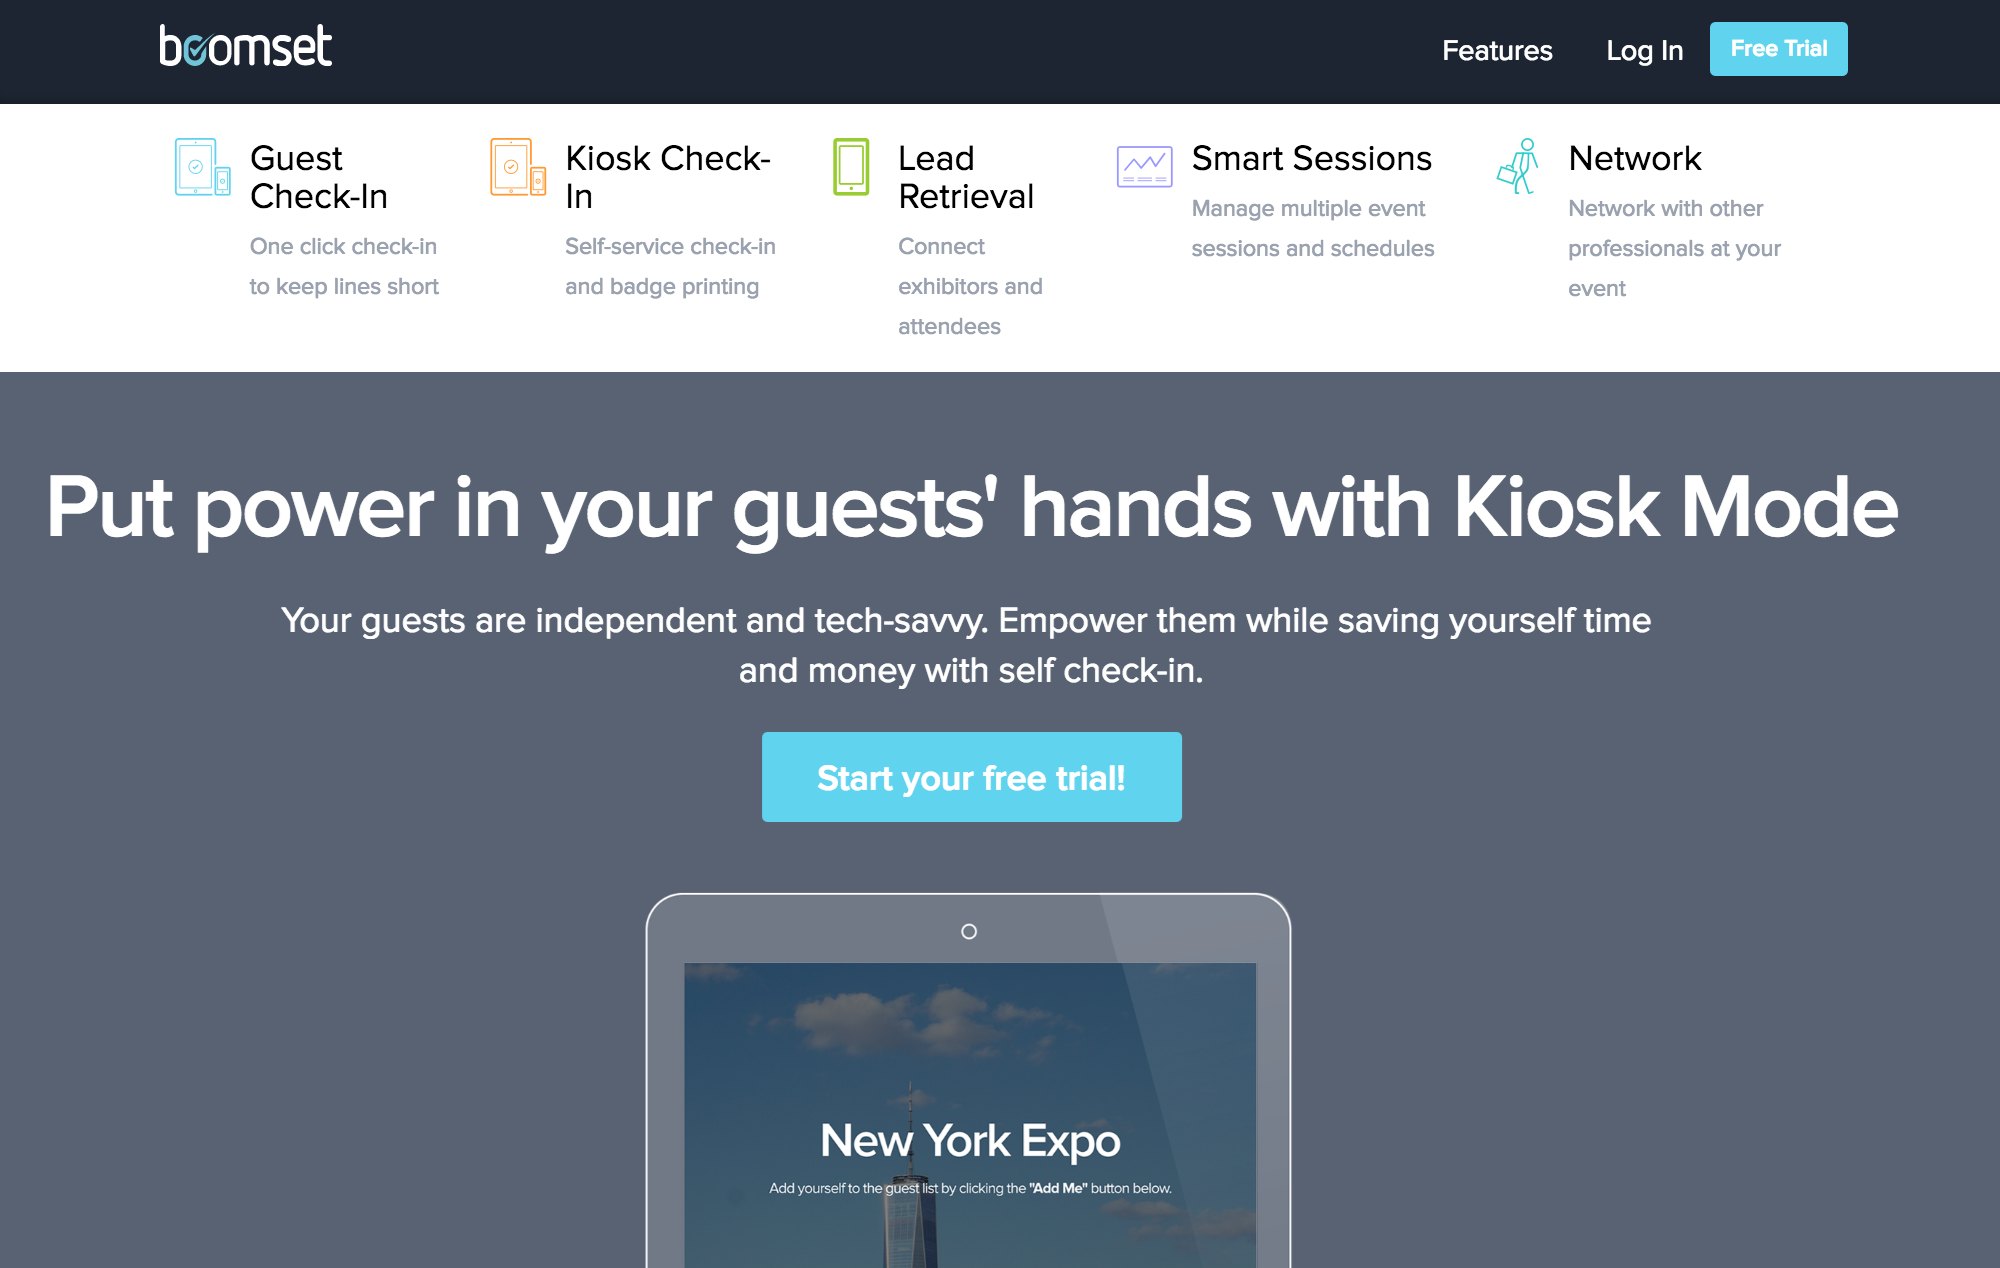 boomset
Features
Log In
Free Trial
Guest
Check-In
One click check-in
to keep lines short
Kiosk Check-
In
Self-service check-in
and badge printing
Lead
Retrieval
Connect
exhibitors and
attendees
Smart Sessions
Manage multiple event
sessions and schedules
Network
Network with other
professionals at your
event
Put power in your guests' hands with Kiosk Mode
Your guests are independent and tech-savvy. Empower them while saving yourself time
and money with self check-in.
Start your free trial!
New York Expo
Add yourself to the guest list by clicking the "Add Me" button below.